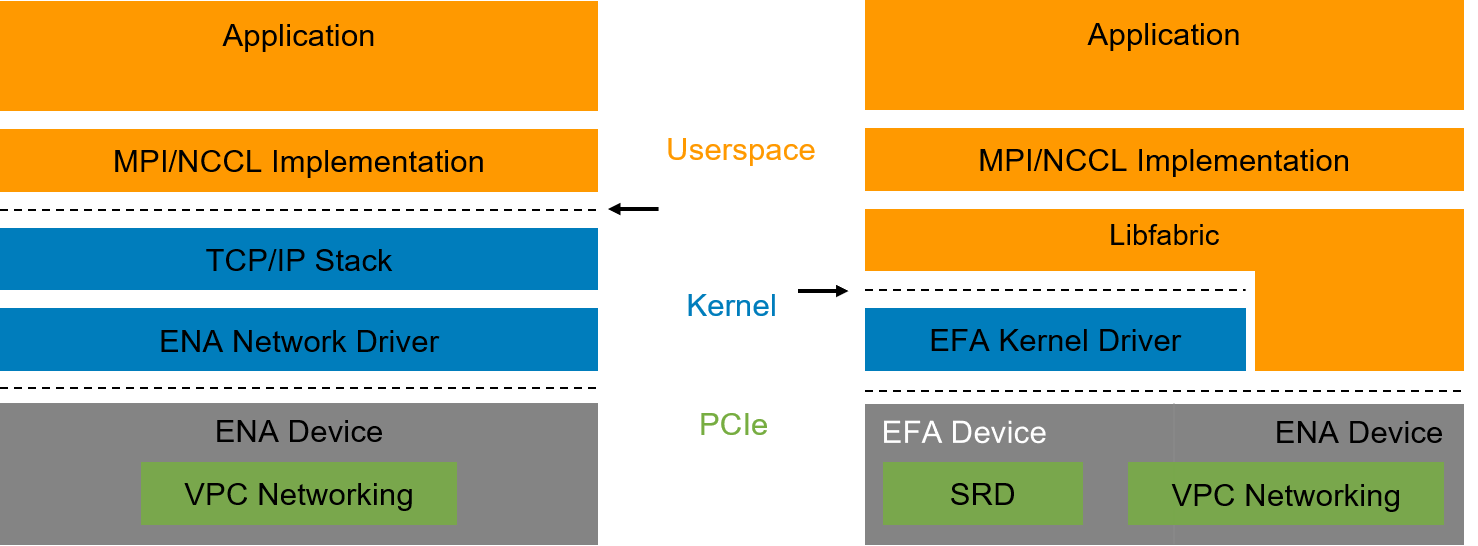 Application
MPI/NCCL Implementation
TCP/IP Stack
ENA Network Driver
ENA Device
VPC Networking
Userspace
Kernel
PCIe
Application
MPI/NCCL Implementation
Libfabric
EFA Kernel Driver
EFA Device
ENA Device
SRD
VPC Networking